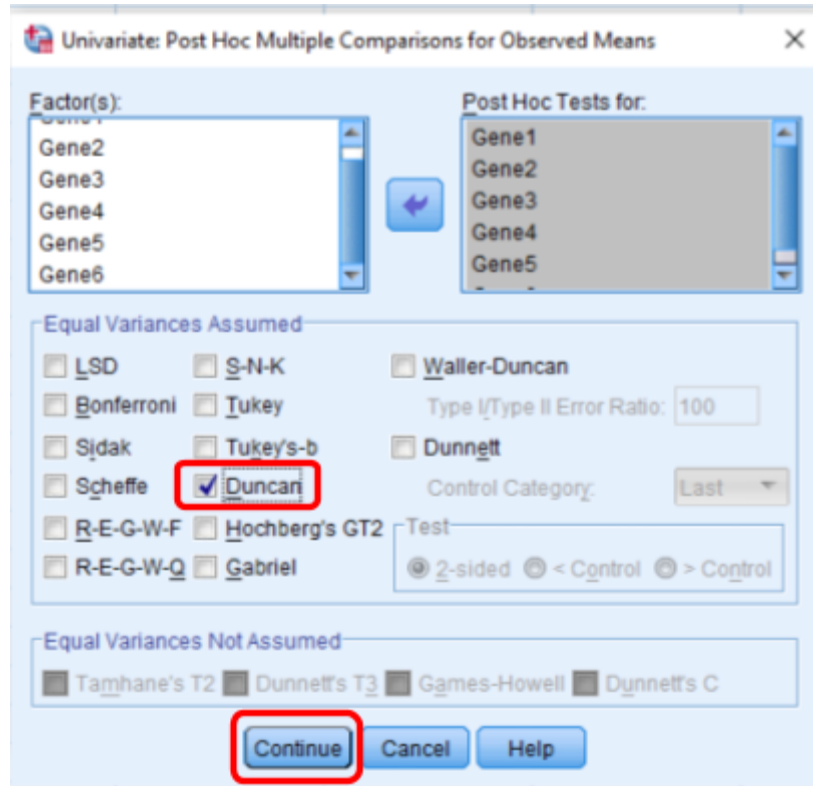 Univariate: Post Hoc Multiple Comparisons for Observed Means
Factor(s):
Post Hoc Tests for:
Gene2
Gene3
Gene4
Gene5
Gene6
Gene1
Gene2
Gene3
Gene4
Gene5
Equal Variances Assumed
LSD S-N-K Waller-Duncan
Bonferroni Tukey Type I/Type II Error Ratio: 100
Sidak Tukey's-b Dunnett
Scheffe Duncan Control Category: Last
R-E-G-W-F Hochberg's GT2 Test
R-E-G-W-Q Gabriel 2-sided < Control > Control
Equal Variances Not Assumed
Tamhane's T2 Dunnett's T3 Games-Howell Dunnett's C
Continue Cancel Help